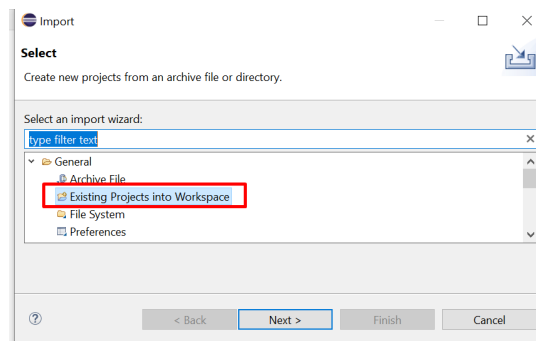 Import
Select
Create new projects from an archive file or directory.
Select an import wizard:
type filter text
General
Archive File
Existing Projects into Workspace
File System
Preferences
< Back Next > Finish Cancel